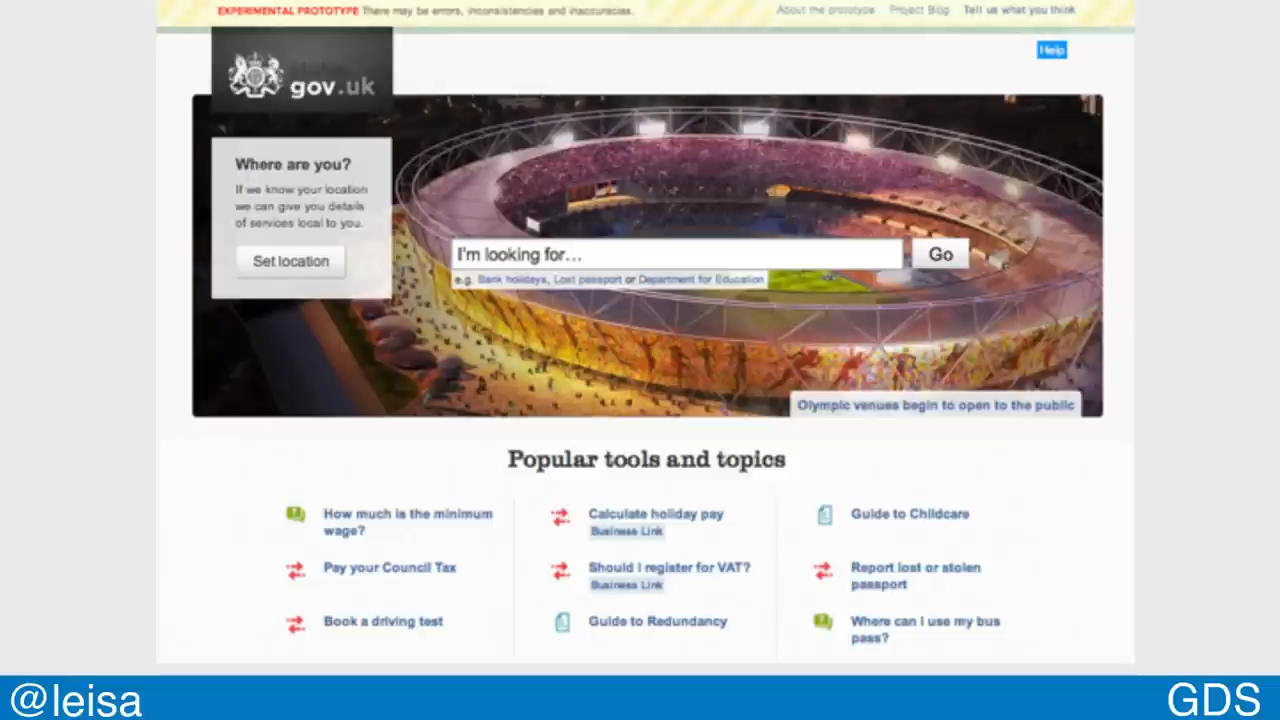 EXPERIMENTAL PROTOTYPE There may be errors, inconsistencies and inaccuracies.
About the prototype Project Blog Tell us what you think
Help
gov.uk
Where are you?
If we know your location
we can give you details
of services local to you.
Set location
I'm looking for...
Go
e.g. Bank holidays, Lost passport or Department for Education
Olympic venues begin to open to the public
Popular tools and topics
How much is the minimum
wage?
Calculate holiday pay
Business Link
Guide to Childcare
Pay your Council Tax
Should I register for VAT?
Business Link
Report lost or stolen
passport
Book a driving test
Guide to Redundancy
Where can I use my bus
pass?
@leisa
GDS